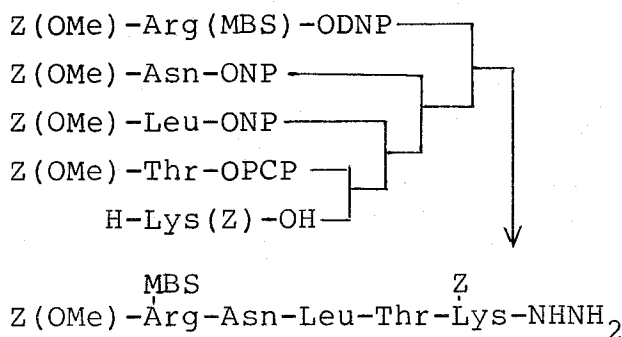 Z(OMe)-Arg(MBS)-ODNP
Z(OMe)-Asn-ONP
Z(OMe)-Leu-ONP
Z(OMe)-Thr-OPCP
H-Lys(Z)-OH
MBS Z
Z(OMe)-Arg-Asn-Leu-Thr-Lys-NHNH₂